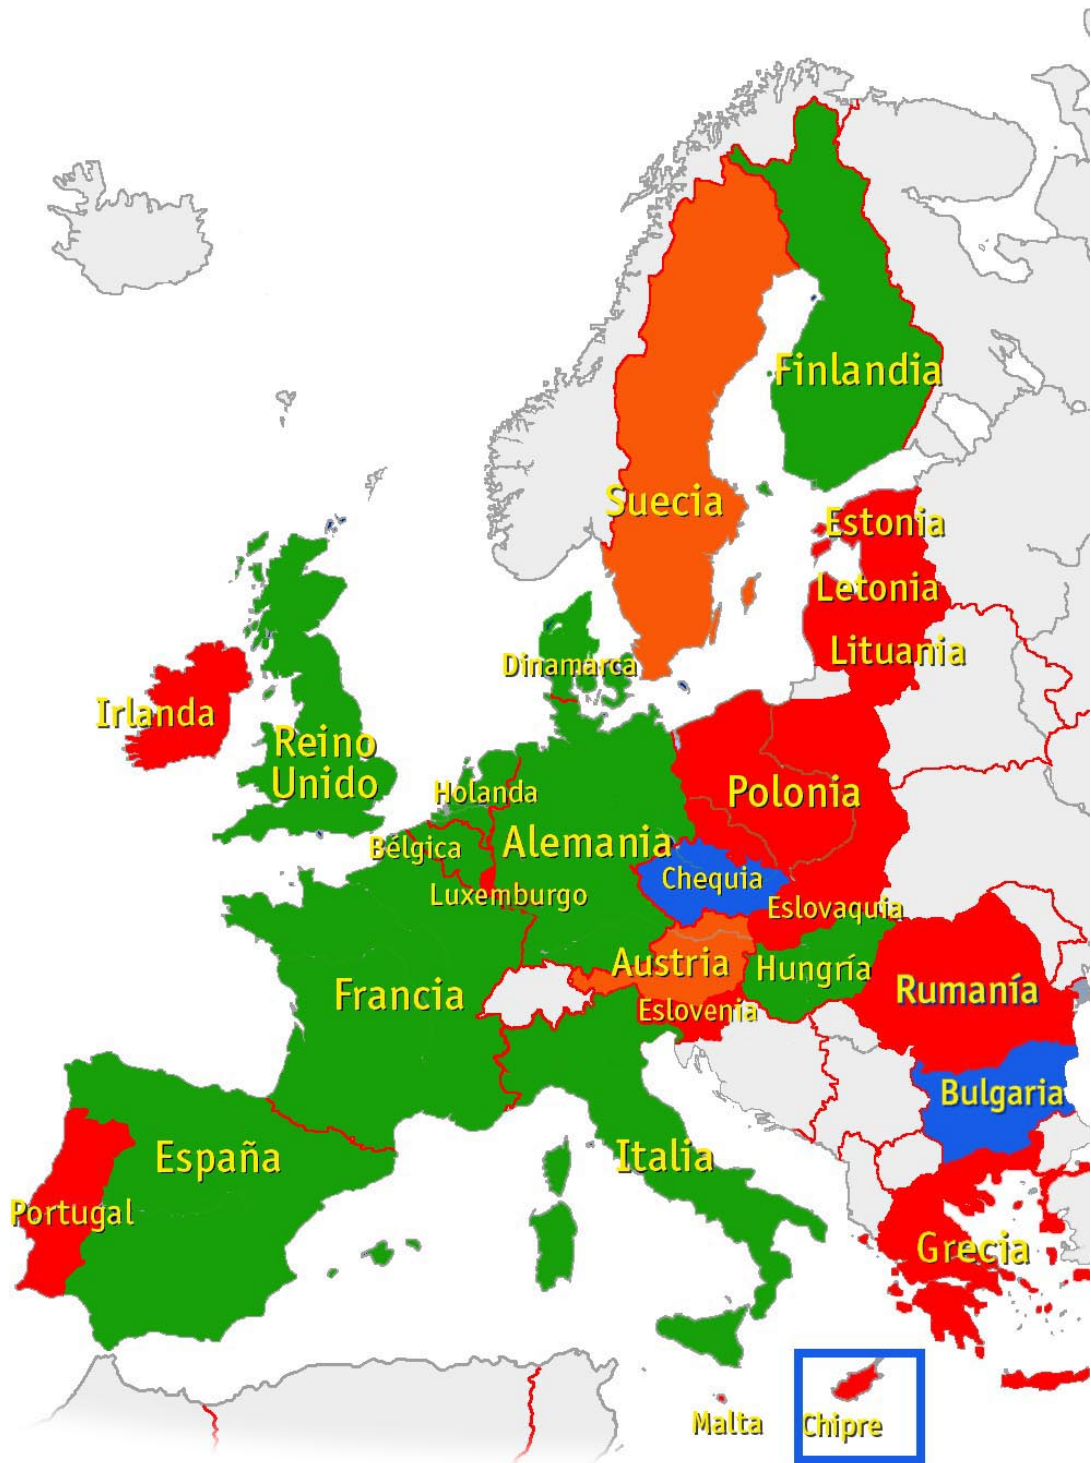 Finlandia
Suecia
Estonia
Letonia
Lituania
Dinamarca
Irlanda
Reino
Unido
Holanda
Polonia
Bélgica
Alemania
Chequia
Luxemburgo
Eslovaquia
Austria
Hungría
Francia
Rumanía
Eslovenia
Bulgaria
España
Italia
Portugal
Grecia
Malta
Chipre